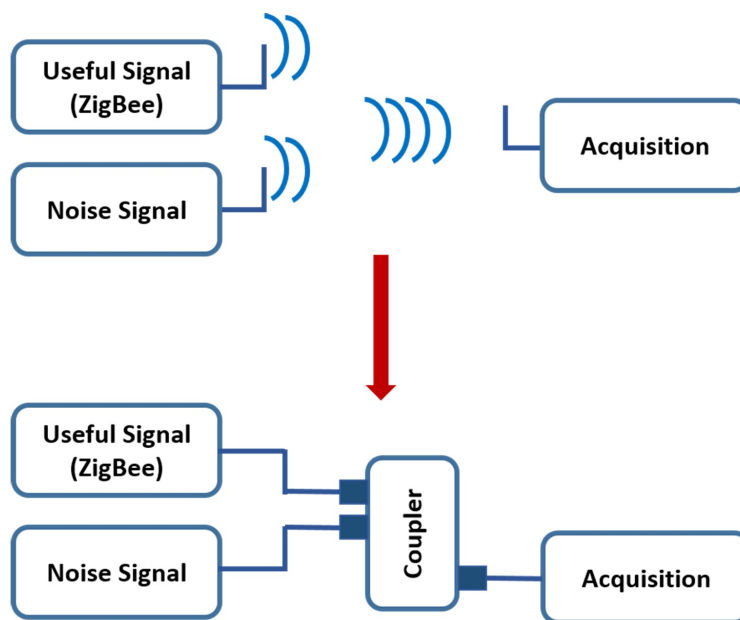 Useful Signal
(ZigBee)
Noise Signal
Acquisition
Useful Signal
(ZigBee)
Noise Signal
Coupler
Acquisition